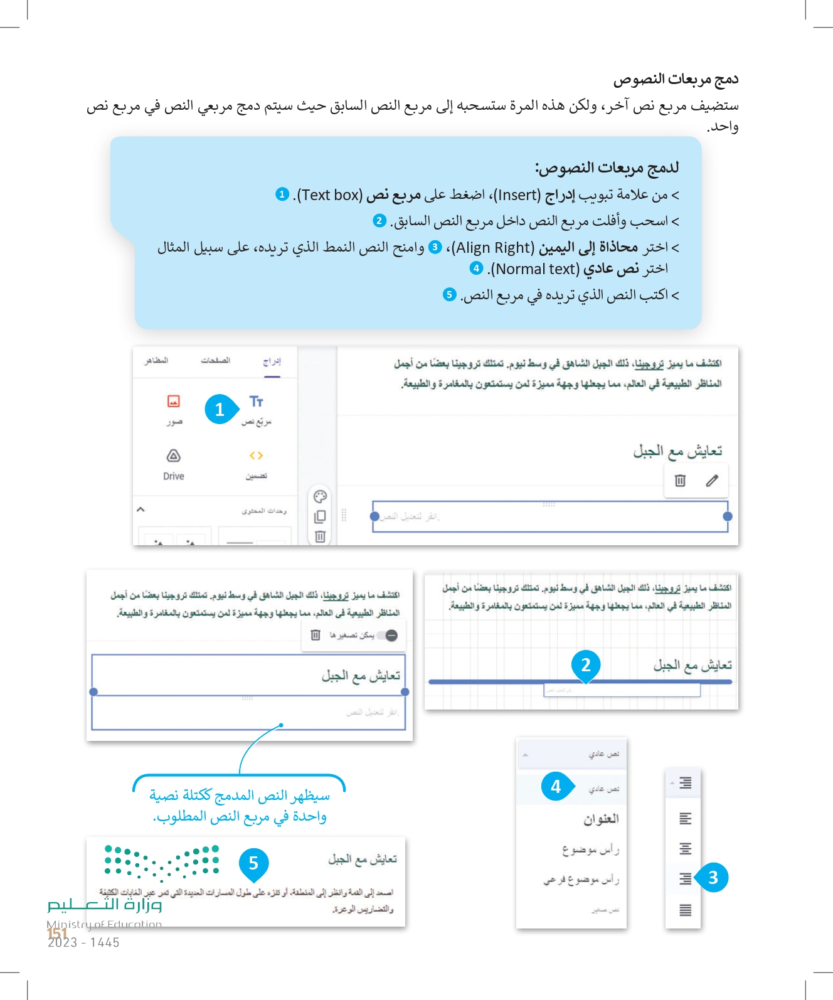 دمج مربعات النصوص
ستضيف مربع نص آخر، ولكن هذه المرة ستسحبه إلى مربع النص السابق حيث سيتم دمج مربعي النص في مربع نص
واحد.
لدمج مربعات النصوص:
> من علامة تبويب إدراج (Insert)، اضغط على مربع نص (Text box). 1
> اسحب وأفلت مربع النص داخل مربع النص السابق. 2
> اختر محاذاة إلى اليمين (Align Right)، 3 وامنح النص النمط الذي تريده، على سبيل المثال
اختر نص عادي (Normal text). 4
> اكتب النص الذي تريده في مربع النص. 5
إدراج الصفحات المظاهر
1
مربّع نص صور
تضمين Drive
وحدات المحتوى
اكتشف ما يميز تروجينا، ذلك الجبل الشاهق في وسط نيوم. تمتلك تروجينا بعضًا من أجمل
المناظر الطبيعية في العالم، مما يجعلها وجهة مميزة لمن يستمتعون بالمغامرة والطبيعة.
تعايش مع الجبل
انقر لتعديل النص.
اكتشف ما يميز تروجينا، ذلك الجبل الشاهق في وسط نيوم. تمتلك تروجينا بعضًا من أجمل
المناظر الطبيعية في العالم، مما يجعلها وجهة مميزة لمن يستمتعون بالمغامرة والطبيعة.
تعايش مع الجبل
2
اكتشف ما يميز تروجينا، ذلك الجبل الشاهق في وسط نيوم. تمتلك تروجينا بعضًا من أجمل
المناظر الطبيعية في العالم، مما يجعلها وجهة مميزة لمن يستمتعون بالمغامرة والطبيعة.
يمكن تصغيرها
تعايش مع الجبل
انقر لتعديل النص.
سيظهر النص المدمج ككتلة نصية
واحدة في مربع النص المطلوب.
3
نص عادي
نص عادي
4
العنوان
رأس موضوع
رأس موضوع فرعي
نص صغير
تعايش مع الجبل
5
اصعد إلى القمة وانظر إلى المنطقة، أو تنزه على طول المسارات العديدة التي تمر عبر الغابات الكثيفة
والتضاريس الوعرة.
وزارة التعليم
Ministry of Education
151
2023 - 1445